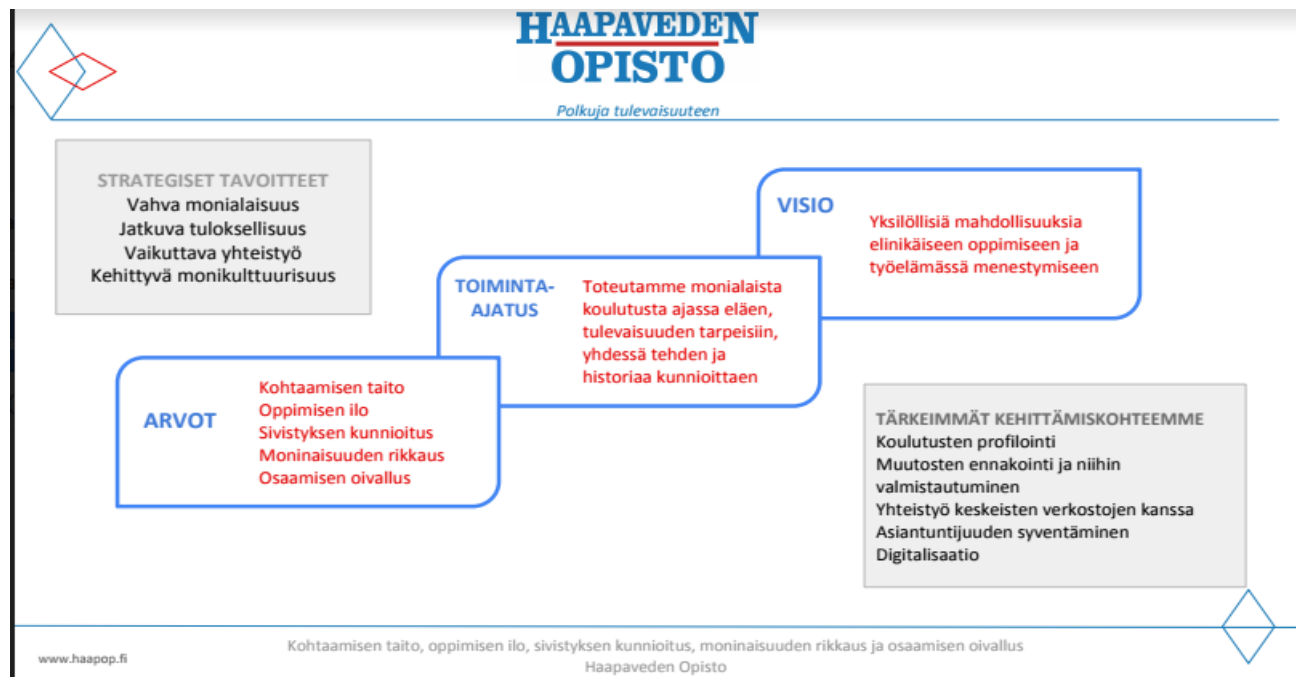 HAAPAVEDEN
OPISTO
Polkuja tulevaisuuteen
STRATEGISET TAVOITTEET
Vahva monialaisuus
Jatkuva tuloksellisuus
Vaikuttava yhteistyö
Kehittyvä monikulttuurisuus
VISIO
Yksilöllisiä mahdollisuuksia
elinikäiseen oppimiseen ja
työelämässä menestymiseen
TOIMINTA-
AJATUS
Toteutamme monialaista
koulutusta ajassa eläen,
tulevaisuuden tarpeisiin,
yhdessä tehden ja
historiaa kunnioittaen
ARVOT
Kohtaamisen taito
Oppimisen ilo
Sivistyksen kunnioitus
Moninaisuuden rikkaus
Osaamisen oivallus
TÄRKEIMMÄT KEHITTÄMISKOHTEEMME
Koulutusten profilointi
Muutosten ennakointi ja niihin
valmistautuminen
Yhteistyö keskeisten verkostojen kanssa
Asiantuntijuuden syventäminen
Digitalisaatio
www.haapop.fi
Kohtaamisen taito, oppimisen ilo, sivistyksen kunnioitus, moninaisuuden rikkaus ja osaamisen oivallus
Haapaveden Opisto